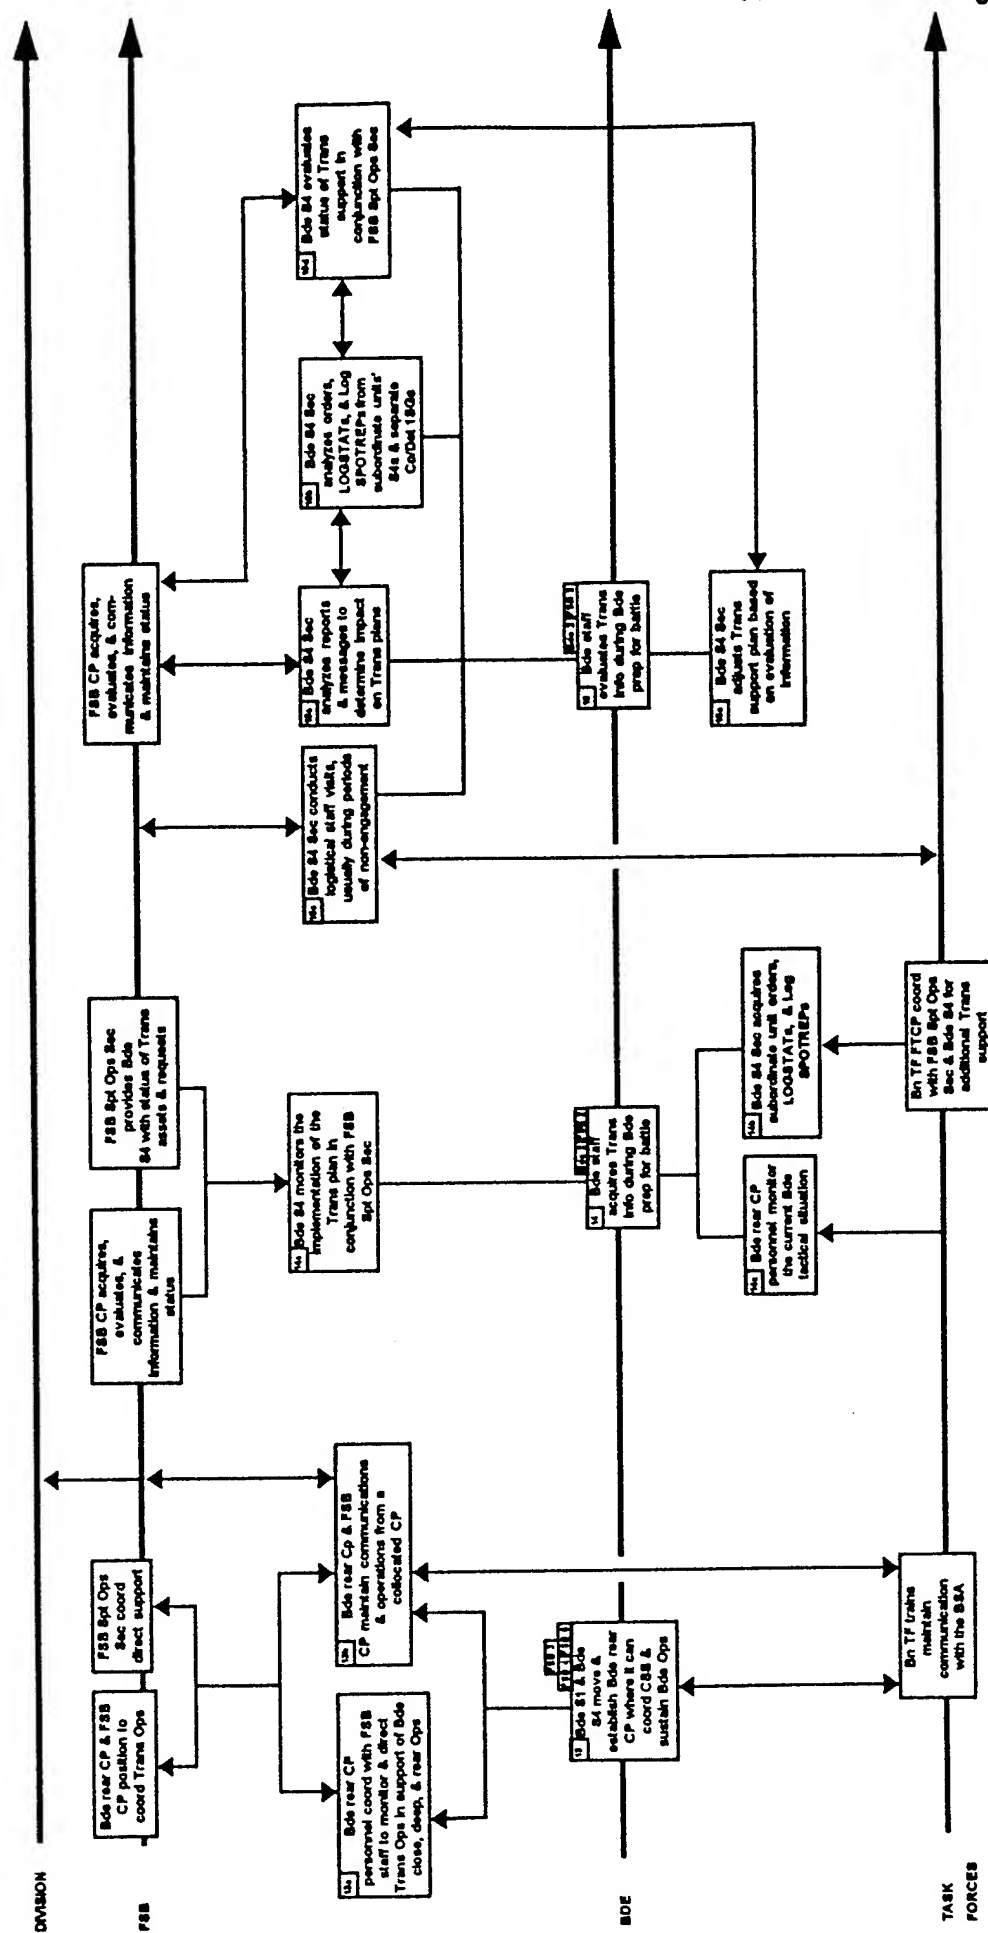 DIVISION
FSB
Bde rear CP & FSB
CP position to
coord Trans Ops
FSB Spt Ops
Sec coord
direct support
FSB CP acquires,
evaluates, &
communicates
information & maintains
status
FSB Spt Ops Sec
provides Bde
S4 with status of Trans
assets & requests
FSB CP acquires,
evaluates, & com-
municates information
& maintains status
13a
Bde rear CP
personnel coord with FSB
staff to monitor & direct
Trans Ops in support of Bde
close, deep, & rear Ops
13b
Bde rear Cp & FSB
CP maintain communications
& operations from a
collocated CP
14c
Bde S4 monitors the
implementation of the
Trans plan in
conjunction with FSB
Spt Ops Sec
Bde S4 Sec conducts
logistical staff visits,
usually during periods
of non-engagement
Bde S4 Sec
analyzes reports
& messages to
determine impact
on Trans plans
Bde S4 Sec
analyzes orders,
LOGSTATs, & Log
SPOTREPs from
subordinate units'
S4s & separate
Co/Det 1SGs
Bde S4 evaluates
status of Trans
support in
conjunction with
FSB Spt Ops Sec
BDE
13
Bde S1 & Bde
S4 move &
establish Bde rear
CP where it can
coord CSS &
sustain Bde Ops
14
Bde staff
acquires Trans
info during Bde
prep for battle
Bde staff
evaluates Trans
info during Bde
prep for battle
14a
Bde rear CP
personnel monitor
the current Bde
tactical situation
14b
Bde S4 Sec acquires
subordinate unit orders,
LOGSTATs, & Log
SPOTREPs
Bde S4 Sec
adjusts Trans
support plan based
on evaluation of
information
TASK
FORCES
Bn TF trains
maintain
communication
with the BSA
Bn TF FTCP coord
with FSB Spt Ops
Sec & Bde S4 for
additional Trans
support